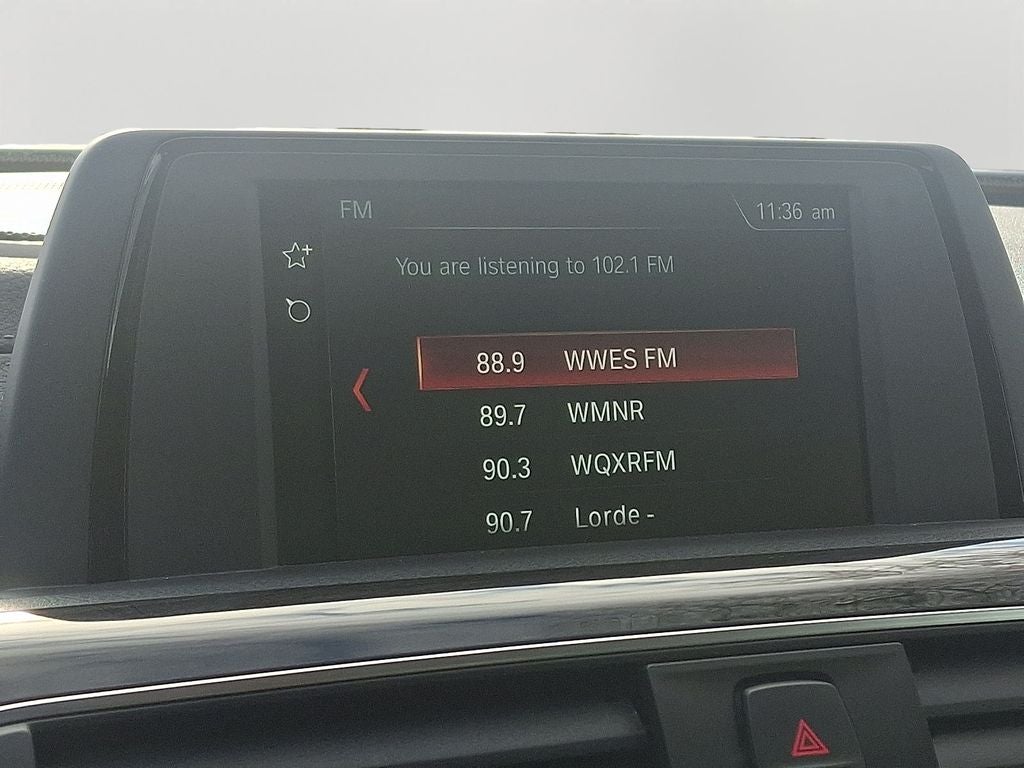 FM
11:36 am
You are listening to 102.1 FM
88.9 WWES FM
89.7 WMNR
90.3 WQXRFM
90.7 Lorde -